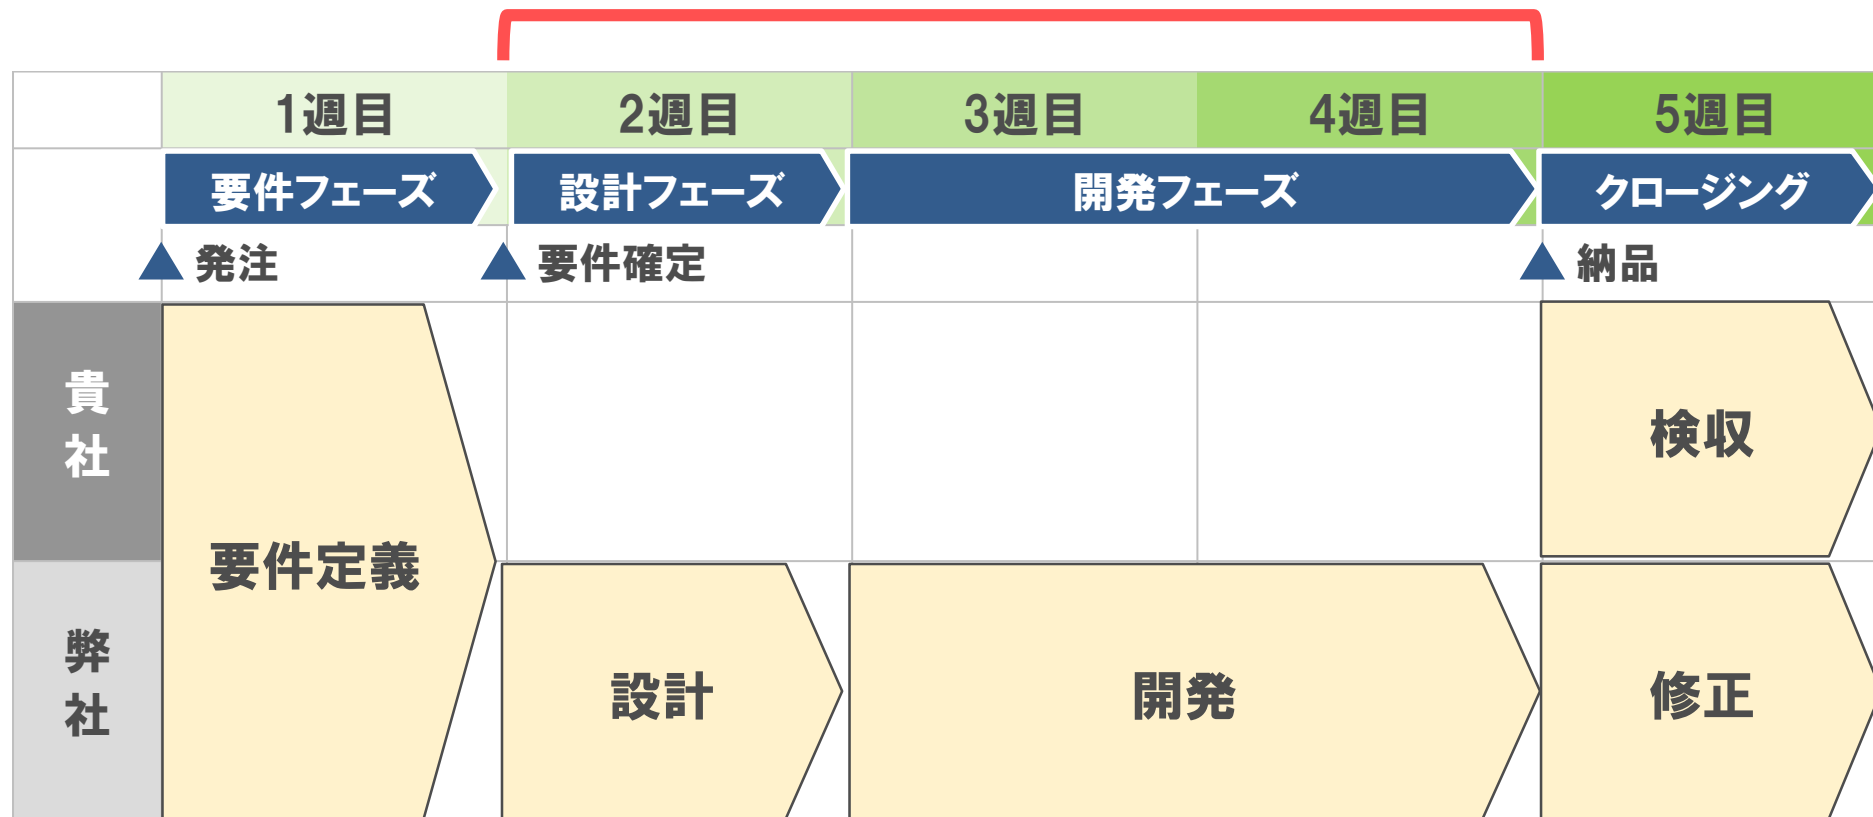 1週目 2週目 3週目 4週目 5週目
要件フェーズ 設計フェーズ 開発フェーズ クロージング
発注 要件確定 納品
貴社
検収
要件定義
弊社
設計 開発 修正